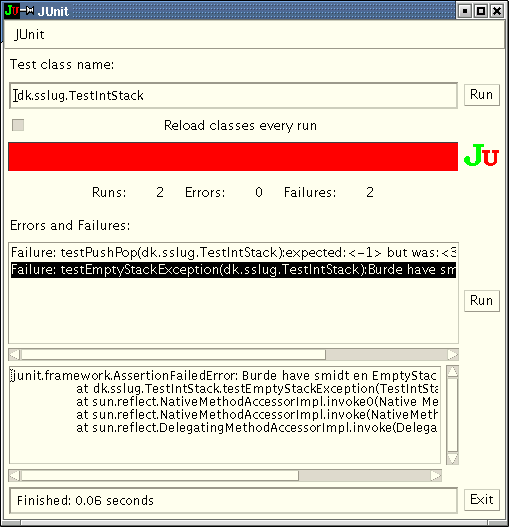 JU JUnit
JUnit
Test class name:
dk.sslug.TestIntStack
Run
Reload classes every run
JU
Runs: 2 Errors: 0 Failures: 2
Errors and Failures:
Failure: testPushPop(dk.sslug.TestIntStack):expected:<-1> but was:<3
Failure: testEmptyStackException(dk.sslug.TestIntStack):Burde have sm
Run
junit.framework.AssertionFailedError: Burde have smidt en EmptyStac
at dk.sslug.TestIntStack.testEmptyStackException(TestIntSta
at sun.reflect.NativeMethodAccessorImpl.invoke0(Native Me
at sun.reflect.NativeMethodAccessorImpl.invoke(NativeMeth
at sun.reflect.DelegatingMethodAccessorImpl.invoke(Delega
Finished: 0.06 seconds
Exit